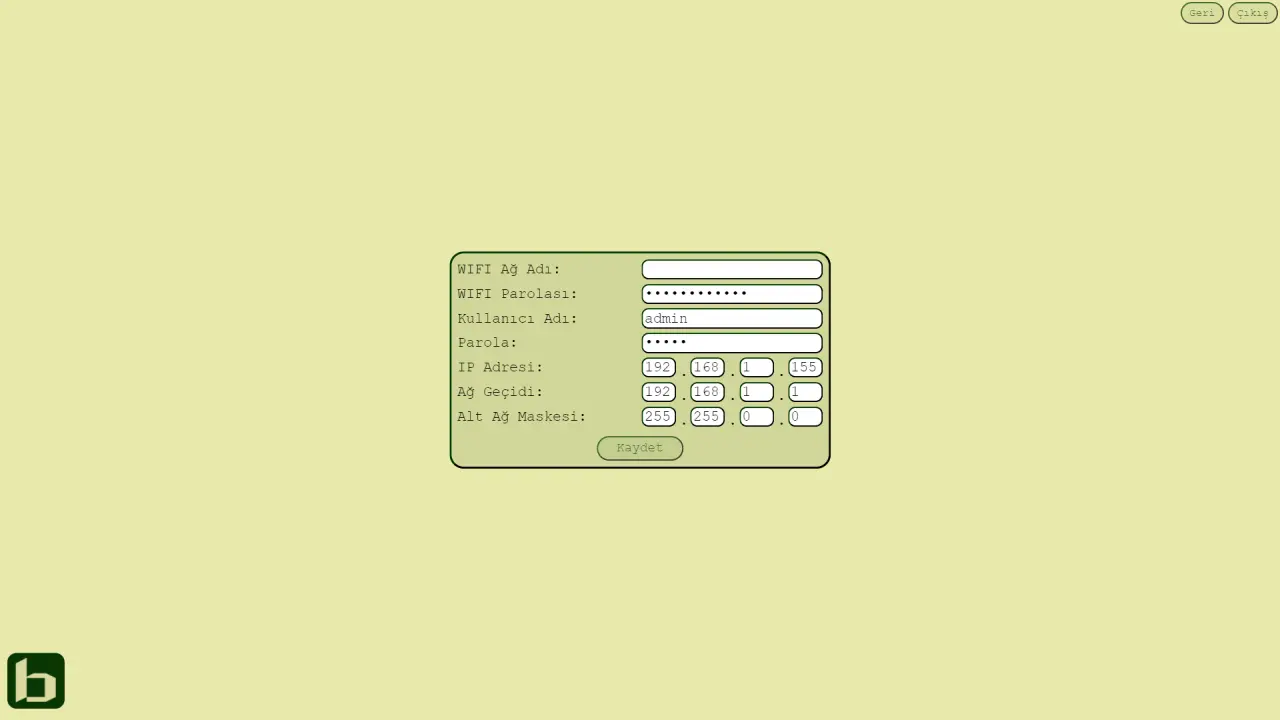 Geri Çıkış
WIFI Ağ Adı:
WIFI Parolası: ••••••••••••
Kullanıcı Adı: admin
Parola: •••••
IP Adresi: 192 . 168 . 1 . 155
Ağ Geçidi: 192 . 168 . 1 . 1
Alt Ağ Maskesi: 255 . 255 . 0 . 0
Kaydet
b